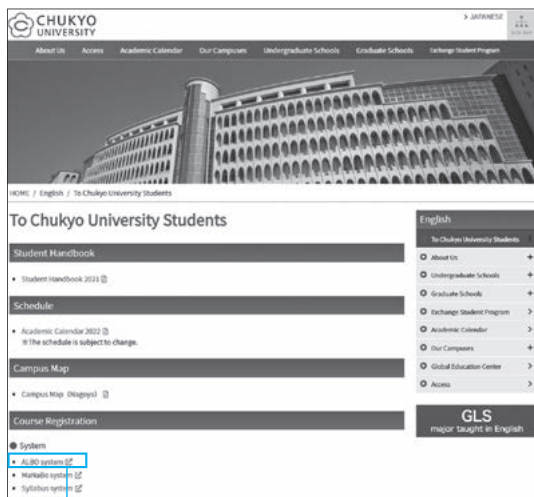 CHUKYO
UNIVERSITY
> JAPANESE
SITE MAP
About Us Access Academic Calendar Our Campuses Undergraduate Schools Graduate Schools Exchange Student Program
HOME / English / To Chukyo University Students
To Chukyo University Students
Student Handbook
• Student Handbook 2021
Schedule
• Academic Calendar 2022
※The schedule is subject to change.
Campus Map
• Campus Map (Nagoya)
Course Registration
● System
• ALBO system
• MaNaBo system
• Syllabus system
English
To Chukyo University Students
About Us +
Undergraduate Schools +
Graduate Schools +
Exchange Student Program >
Academic Calendar >
Our Campuses +
Global Education Center >
Access >
GLS
major taught in English